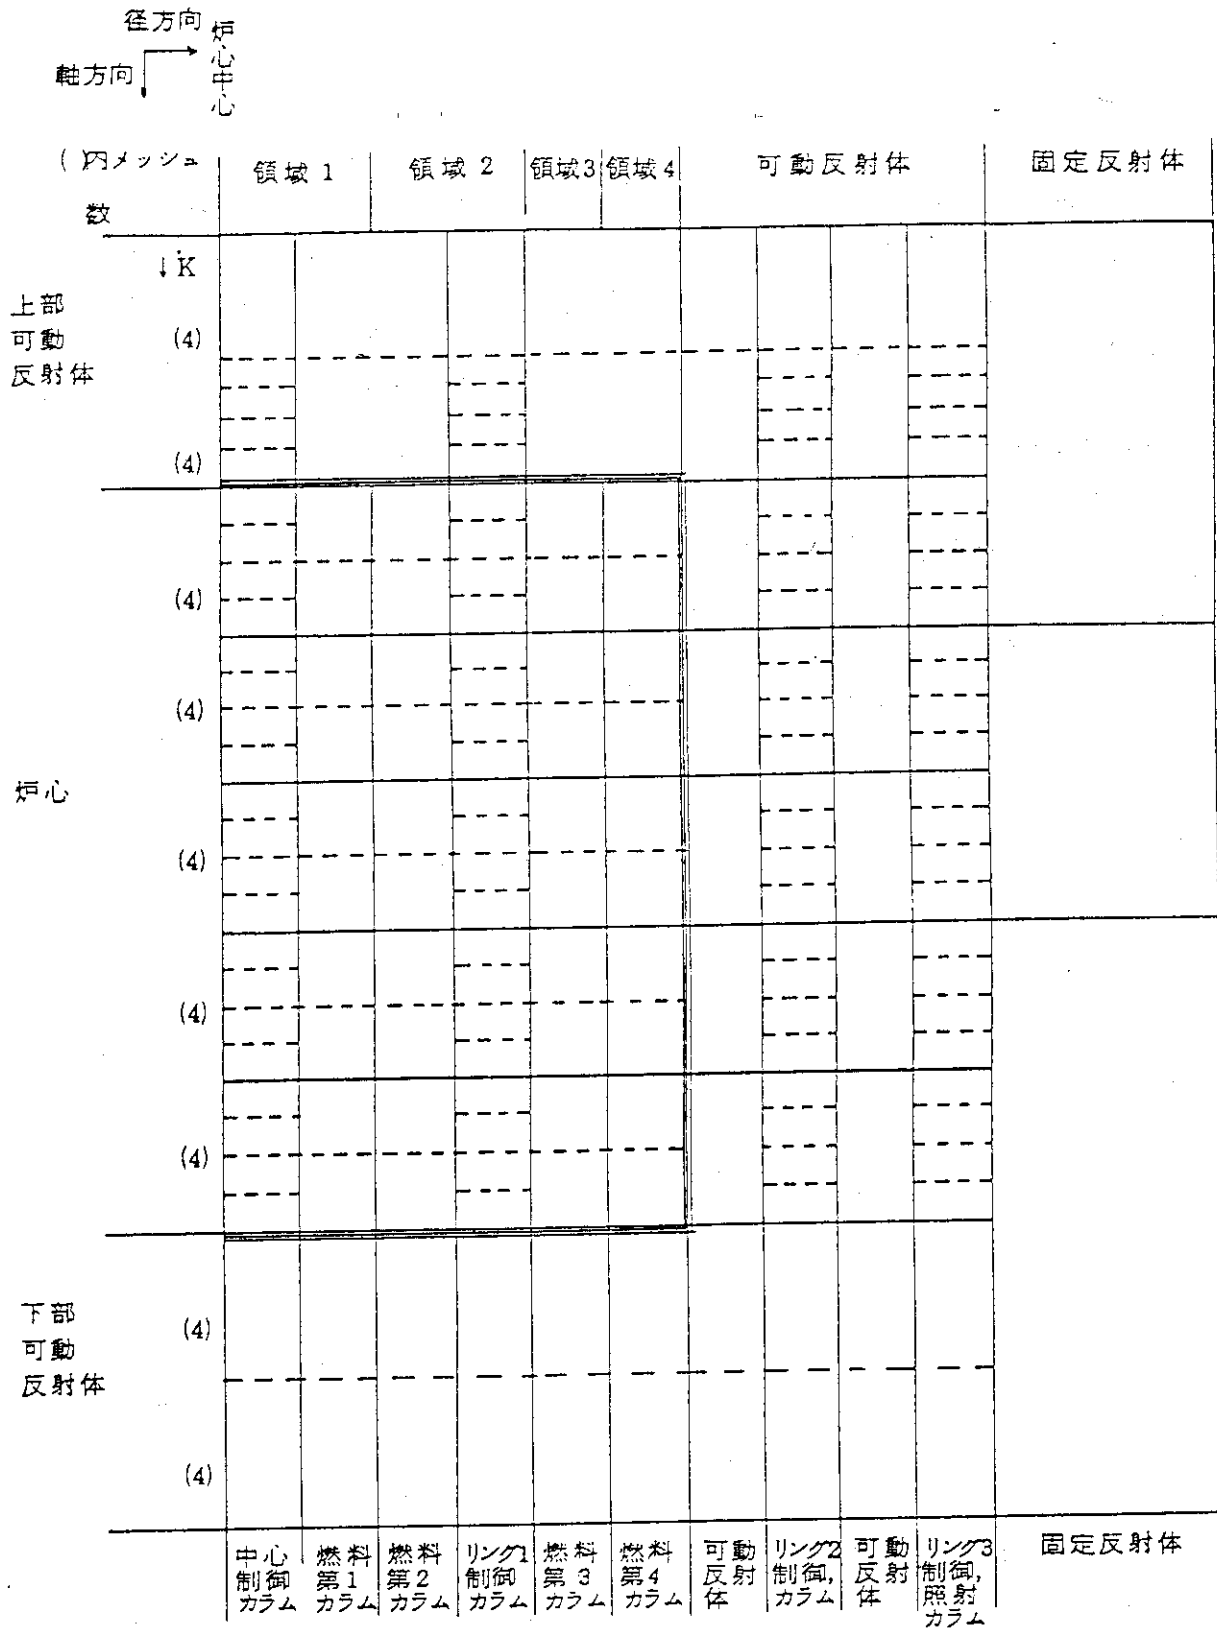 径方向
軸方向
炉心中心
( )内メッシュ
数
領域 1
領域 2
領域3
領域4
可動反射体
固定反射体
↓K
上部
可動
反射体
(4)
(4)
炉心
(4)
(4)
(4)
(4)
(4)
下部
可動
反射体
(4)
(4)
中心
制御
カラム
燃料
第1
カラム
燃料
第2
カラム
リング1
制御
カラム
燃料
第3
カラム
燃料
第4
カラム
可動
反射
体
リング2
制御,
カラム
可動
反射
体
リング3
制御,
照射
カラム
固定反射体